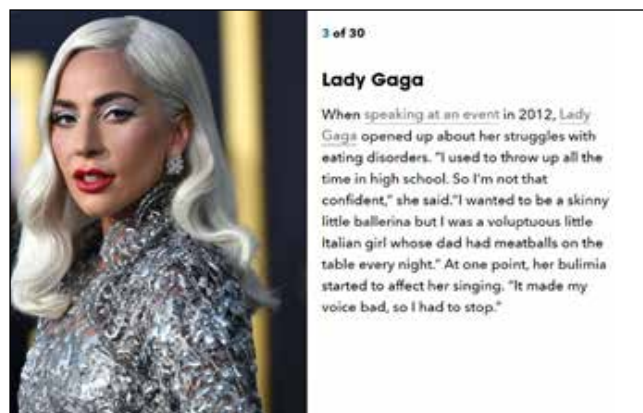 3 of 30
Lady Gaga
When speaking at an event in 2012, Lady
Gaga opened up about her struggles with
eating disorders. "I used to throw up all the
time in high school. So I'm not that
confident," she said."I wanted to be a skinny
little ballerina but I was a voluptuous little
Italian girl whose dad had meatballs on the
table every night." At one point, her bulimia
started to affect her singing. "It made my
voice bad, so I had to stop."